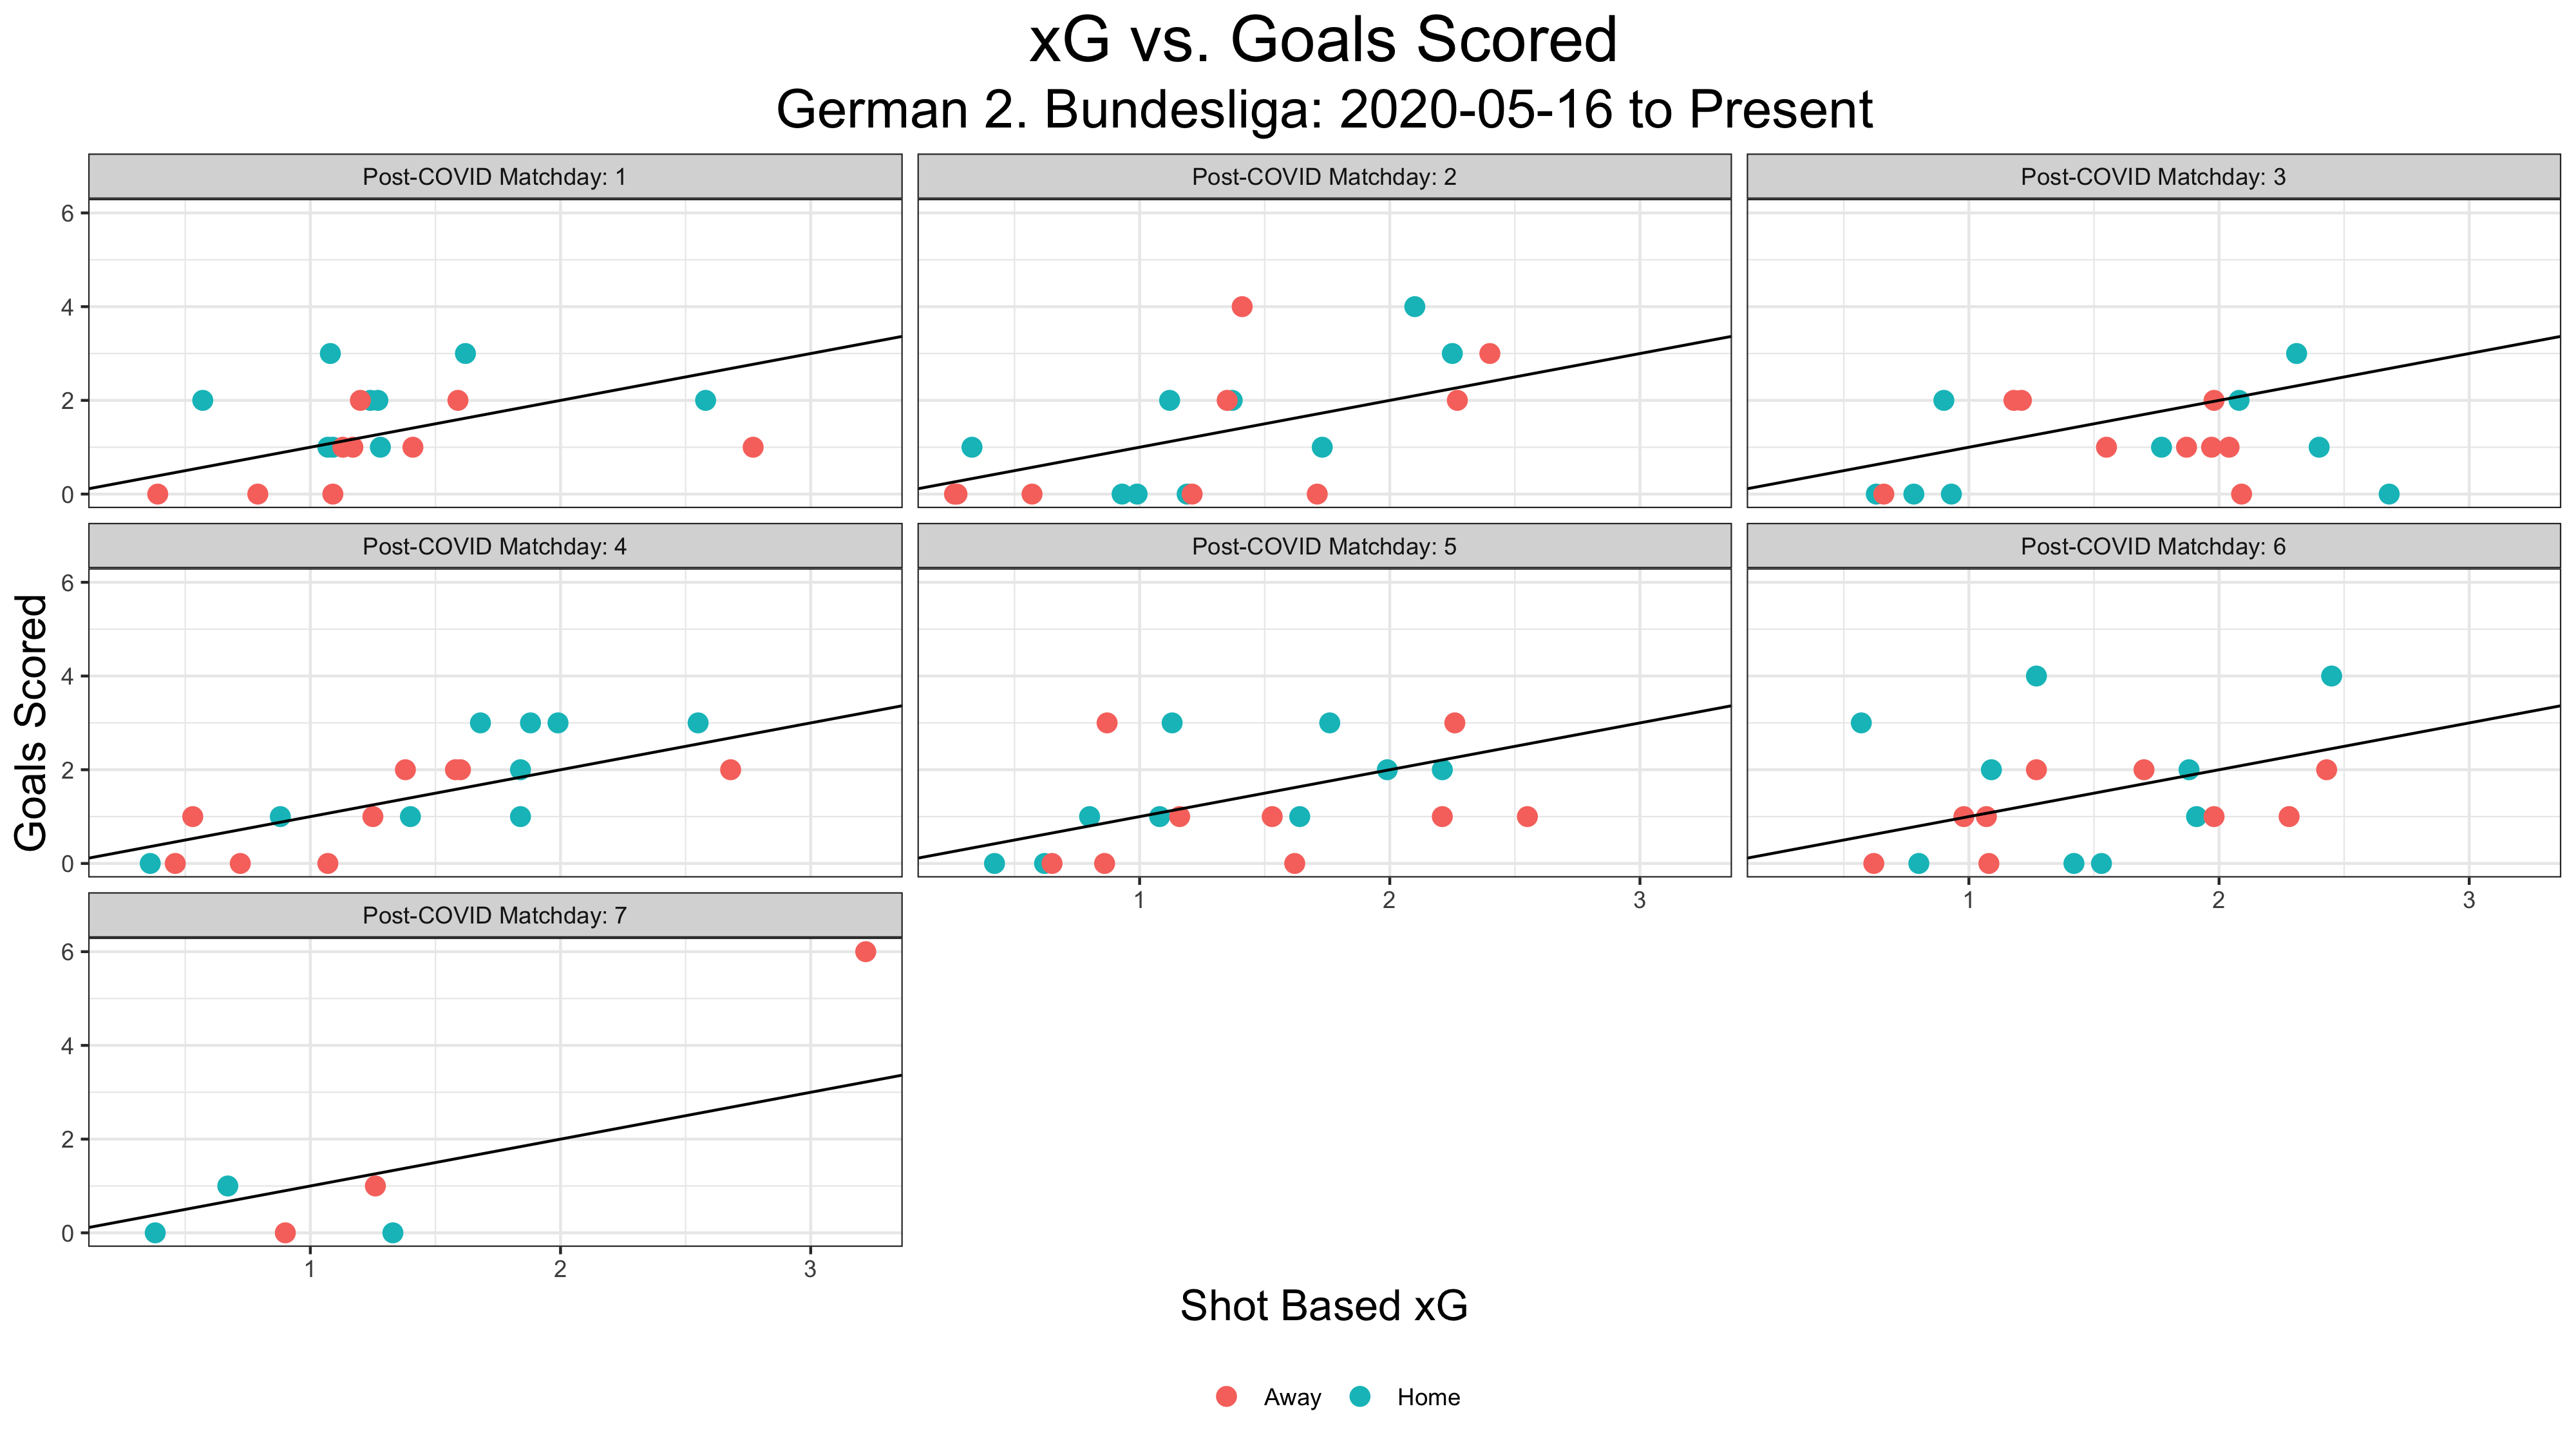 xG vs. Goals Scored
German 2. Bundesliga: 2020-05-16 to Present
Post-COVID Matchday: 1
Post-COVID Matchday: 2
Post-COVID Matchday: 3
6
4
2
0
Post-COVID Matchday: 4
Post-COVID Matchday: 5
Post-COVID Matchday: 6
Goals Scored
6
4
2
0
1
2
3
1
2
3
Post-COVID Matchday: 7
6
4
2
0
1
2
3
Shot Based xG
Away
Home